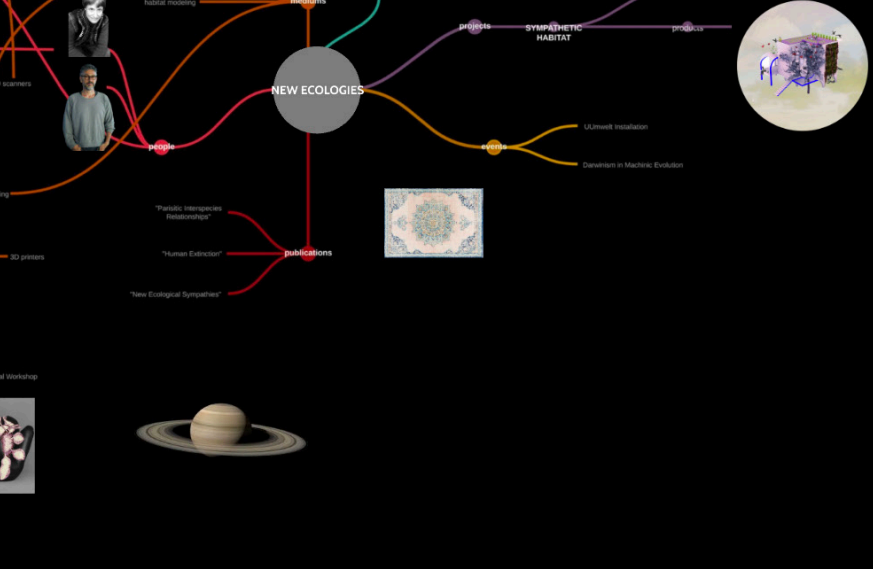 habitat modeling
mediums
projects
SYMPATHETIC
HABITAT
products
scanners
NEW ECOLOGIES
people
events
UUmwelt Installation
Darwinism in Machinic Evolution
ing
"Parisitic Interspecies
Relationships"
"Human Extinction"
publications
3D printers
"New Ecological Sympathies"
al Workshop